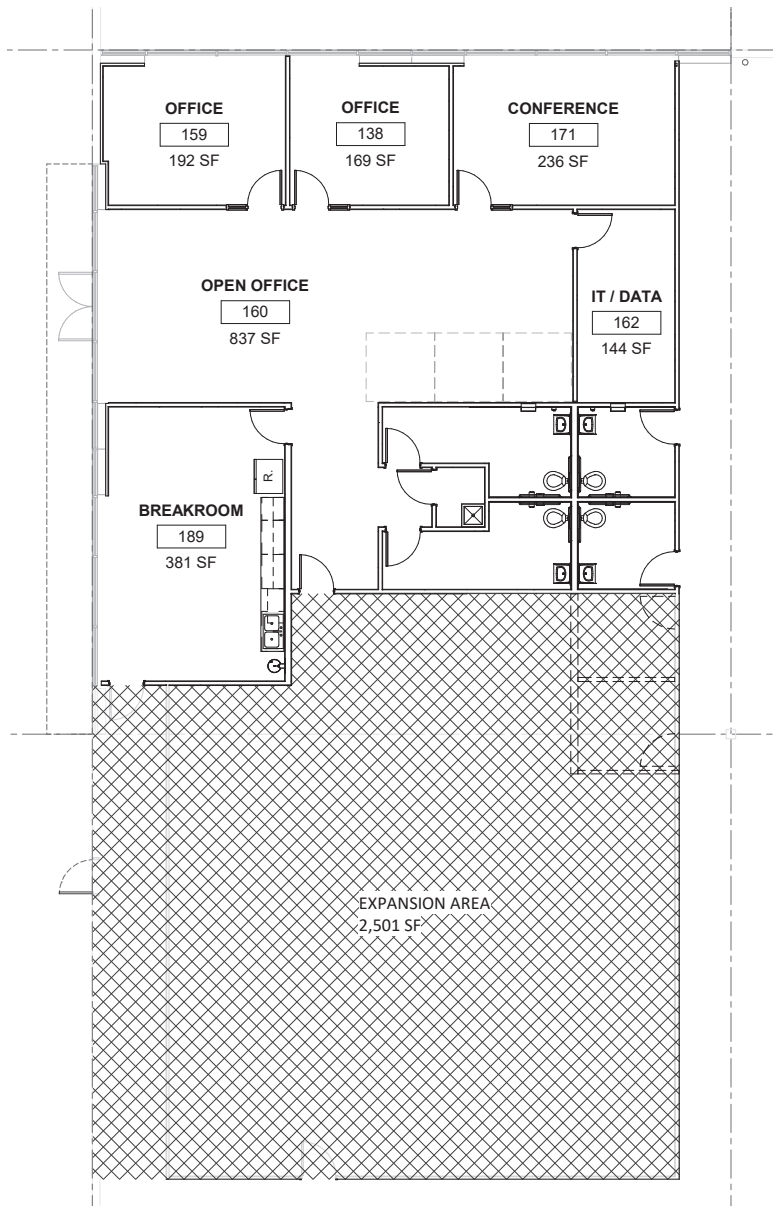 OFFICE
159
192 SF
OFFICE
138
169 SF
CONFERENCE
171
236 SF
OPEN OFFICE
160
837 SF
IT / DATA
162
144 SF
R.
BREAKROOM
189
381 SF
EXPANSION AREA
2,501 SF